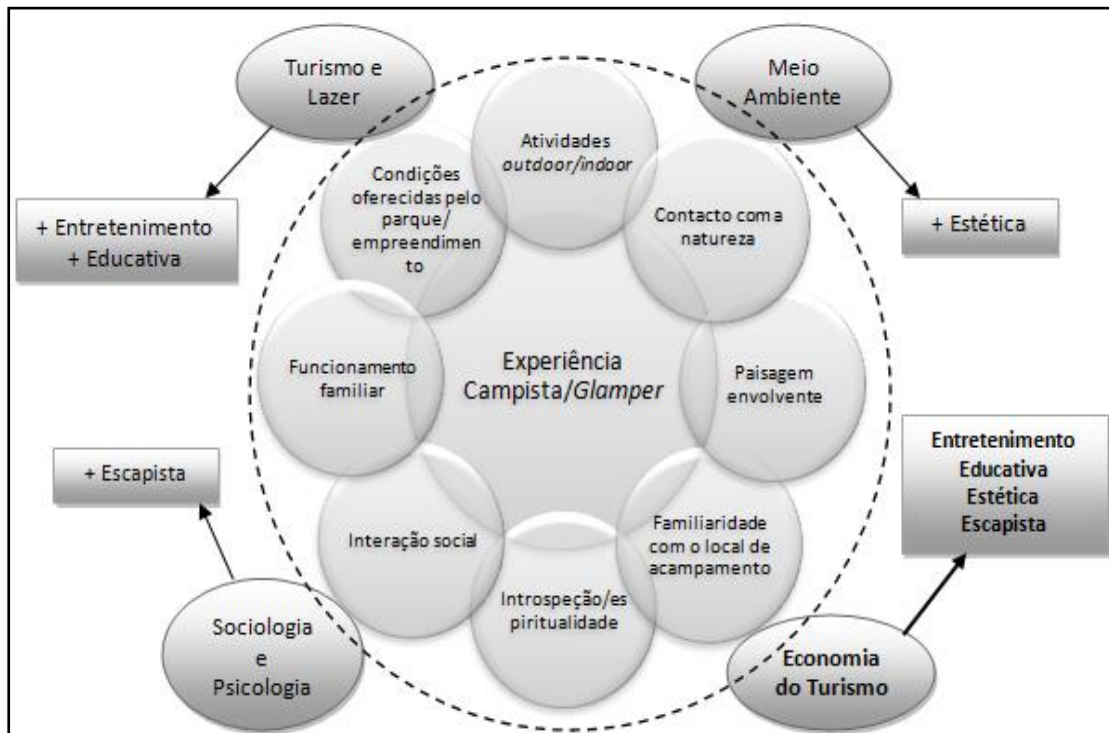 Turismo e
Lazer
Meio
Ambiente
Atividades
outdoor/indoor
Condições
oferecidas pelo
parque/
empreendimen
to
Contacto com a
natureza
+ Entretenimento
+ Educativa
+ Estética
Funcionamento
familiar
Experiência
Campista/Glamper
Paisagem
envolvente
+ Escapista
Entretenimento
Educativa
Estética
Escapista
Interação social
Familiaridade
com o local de
acampamento
Introspeção/es
piritualidade
Sociologia
e
Psicologia
Economia
do Turismo